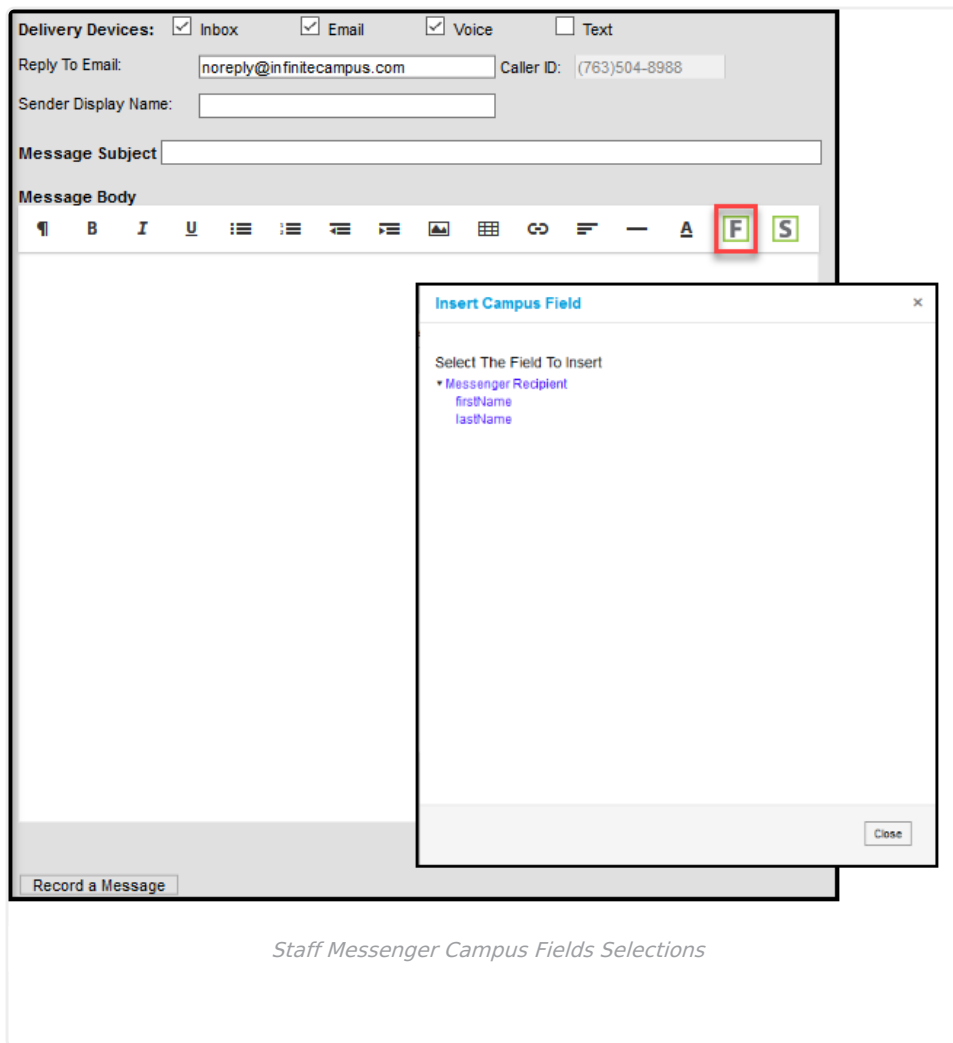 Delivery Devices: Inbox Email Voice Text
Reply To Email: noreply@infinitecampus.com Caller ID: (763)504-8988
Sender Display Name:
Message Subject
Message Body
¶ B I U A F S
Insert Campus Field ×
Select The Field To Insert
Messenger Recipient
firstName
lastName
Close
Record a Message
Staff Messenger Campus Fields Selections